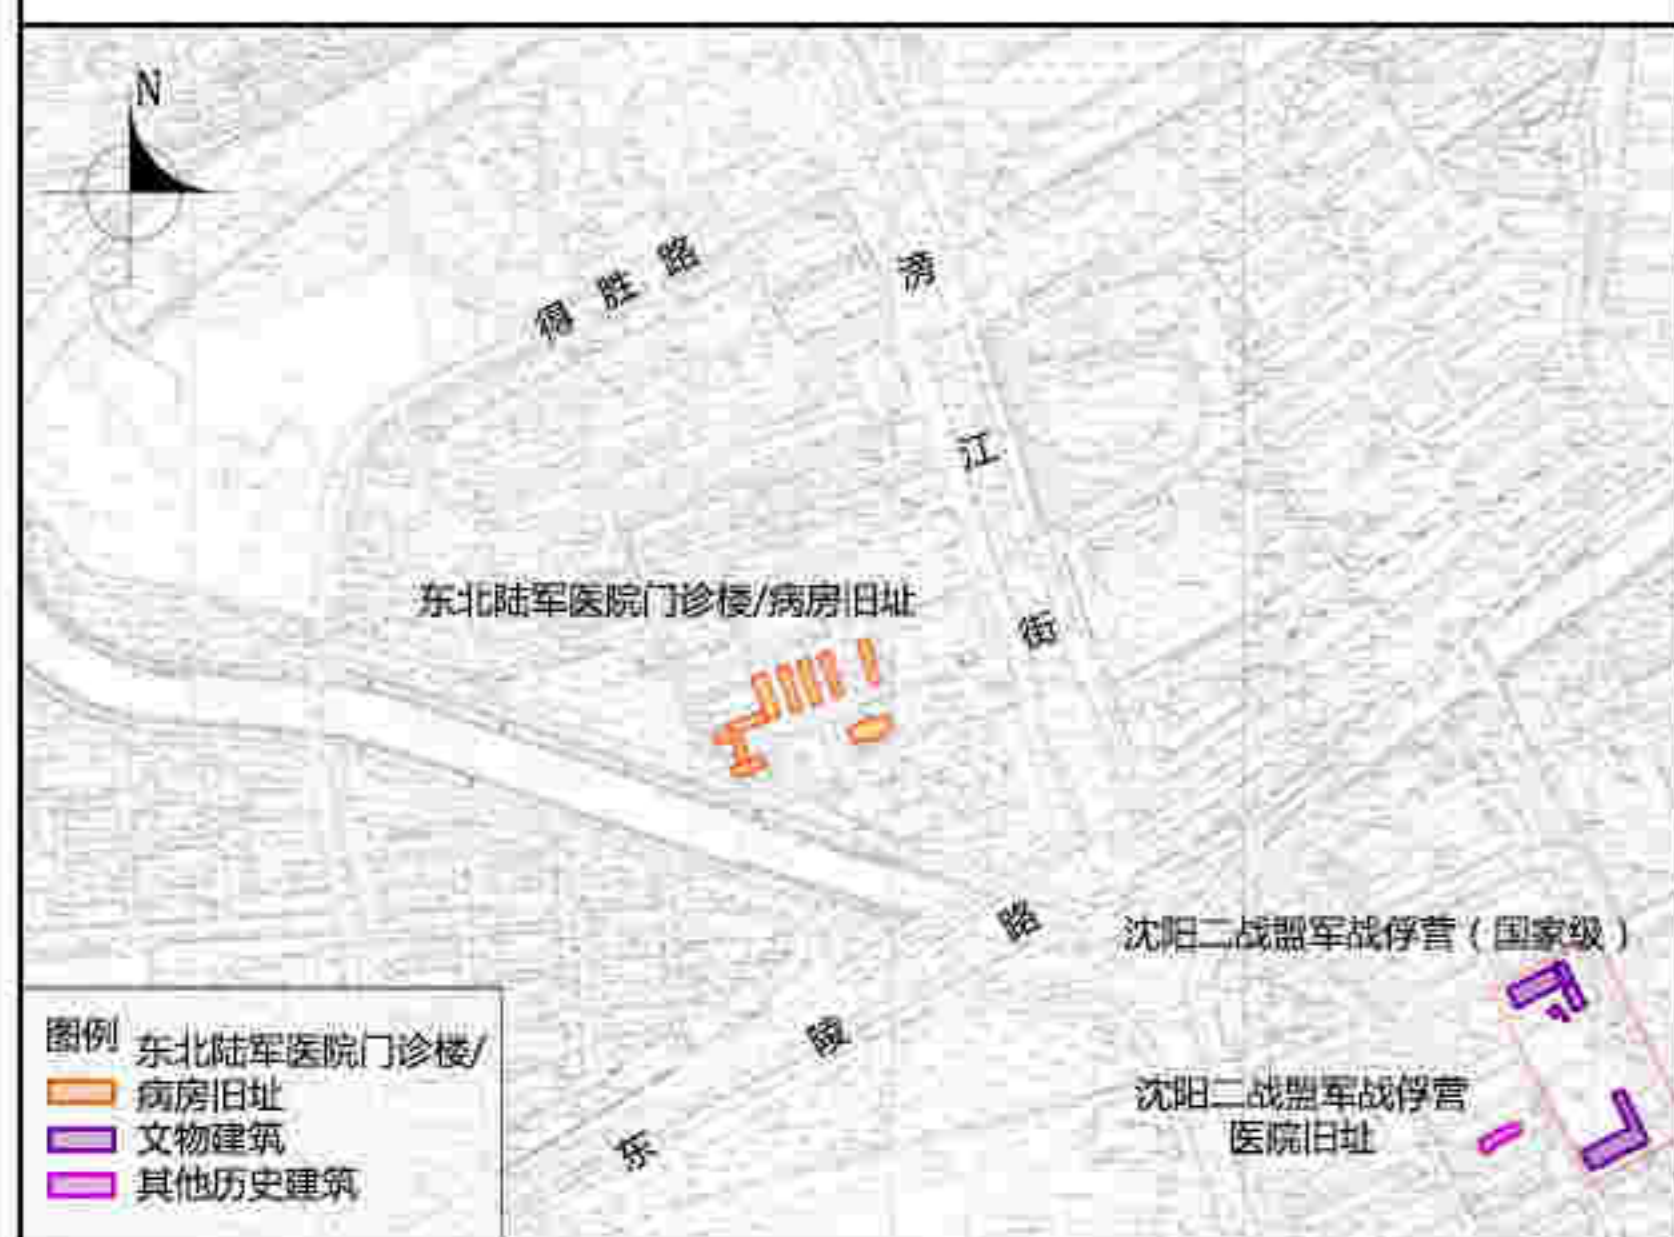 N
得胜路
滂江街
东北陆军医院门诊楼/病房旧址
东陵路
沈阳二战盟军战俘营（国家级）
沈阳二战盟军战俘营
医院旧址
图例
东北陆军医院门诊楼/
病房旧址
文物建筑
其他历史建筑